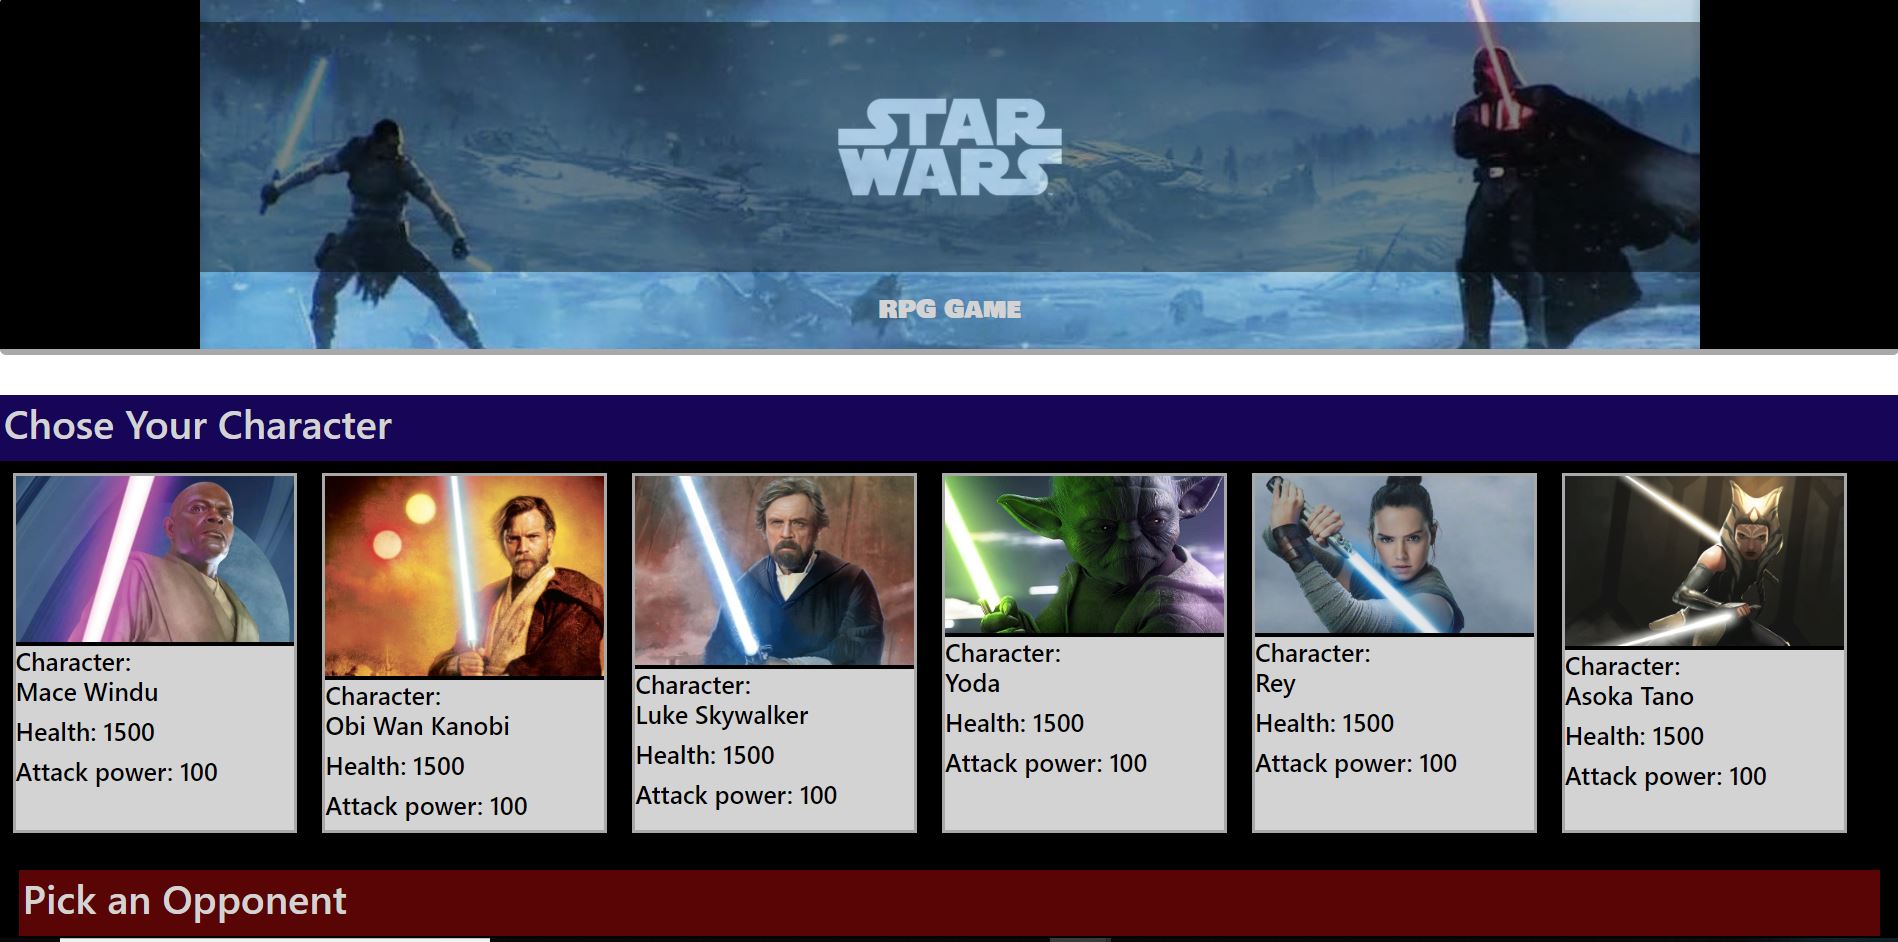 STAR
WARS
RPG Game
Chose Your Character
Character:
Mace Windu
Health: 1500
Attack power: 100
Character:
Obi Wan Kanobi
Health: 1500
Attack power: 100
Character:
Luke Skywalker
Health: 1500
Attack power: 100
Character:
Yoda
Health: 1500
Attack power: 100
Character:
Rey
Health: 1500
Attack power: 100
Character:
Asoka Tano
Health: 1500
Attack power: 100
Pick an Opponent